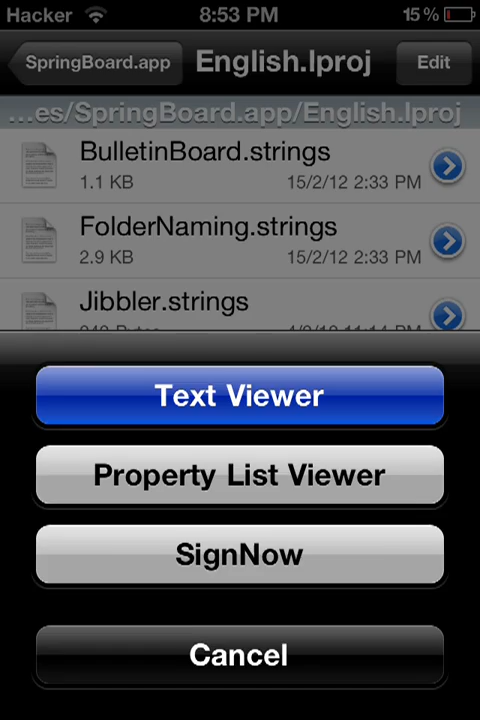 Hacker 8:53 PM 15 %
SpringBoard.app English.lproj Edit
...es/SpringBoard.app/English.lproj
BulletinBoard.strings
1.1 KB 15/2/12 2:33 PM
FolderNaming.strings
2.9 KB 15/2/12 2:33 PM
Jibbler.strings
Text Viewer
Property List Viewer
SignNow
Cancel